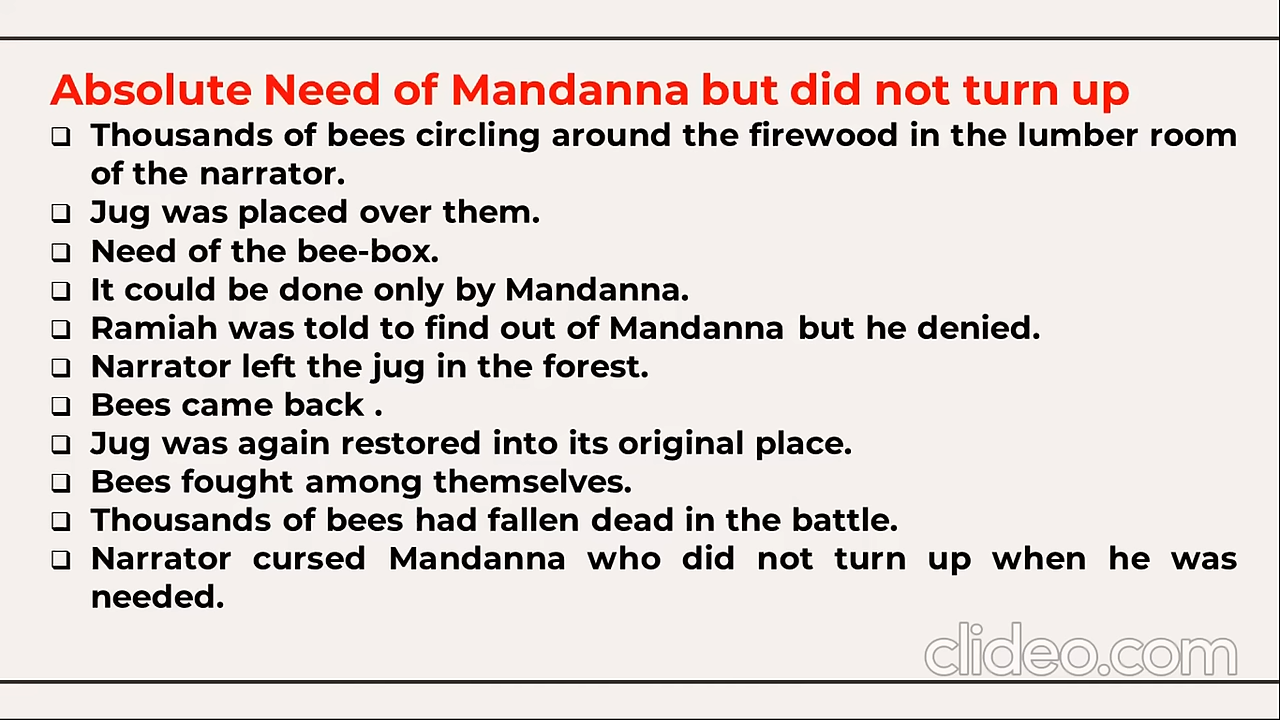 Absolute Need of Mandanna but did not turn up
❑ Thousands of bees circling around the firewood in the lumber room
of the narrator.
❑ Jug was placed over them.
❑ Need of the bee-box.
❑ It could be done only by Mandanna.
❑ Ramiah was told to find out of Mandanna but he denied.
❑ Narrator left the jug in the forest.
❑ Bees came back .
❑ Jug was again restored into its original place.
❑ Bees fought among themselves.
❑ Thousands of bees had fallen dead in the battle.
❑ Narrator cursed Mandanna who did not turn up when he was
needed.
clideo.com